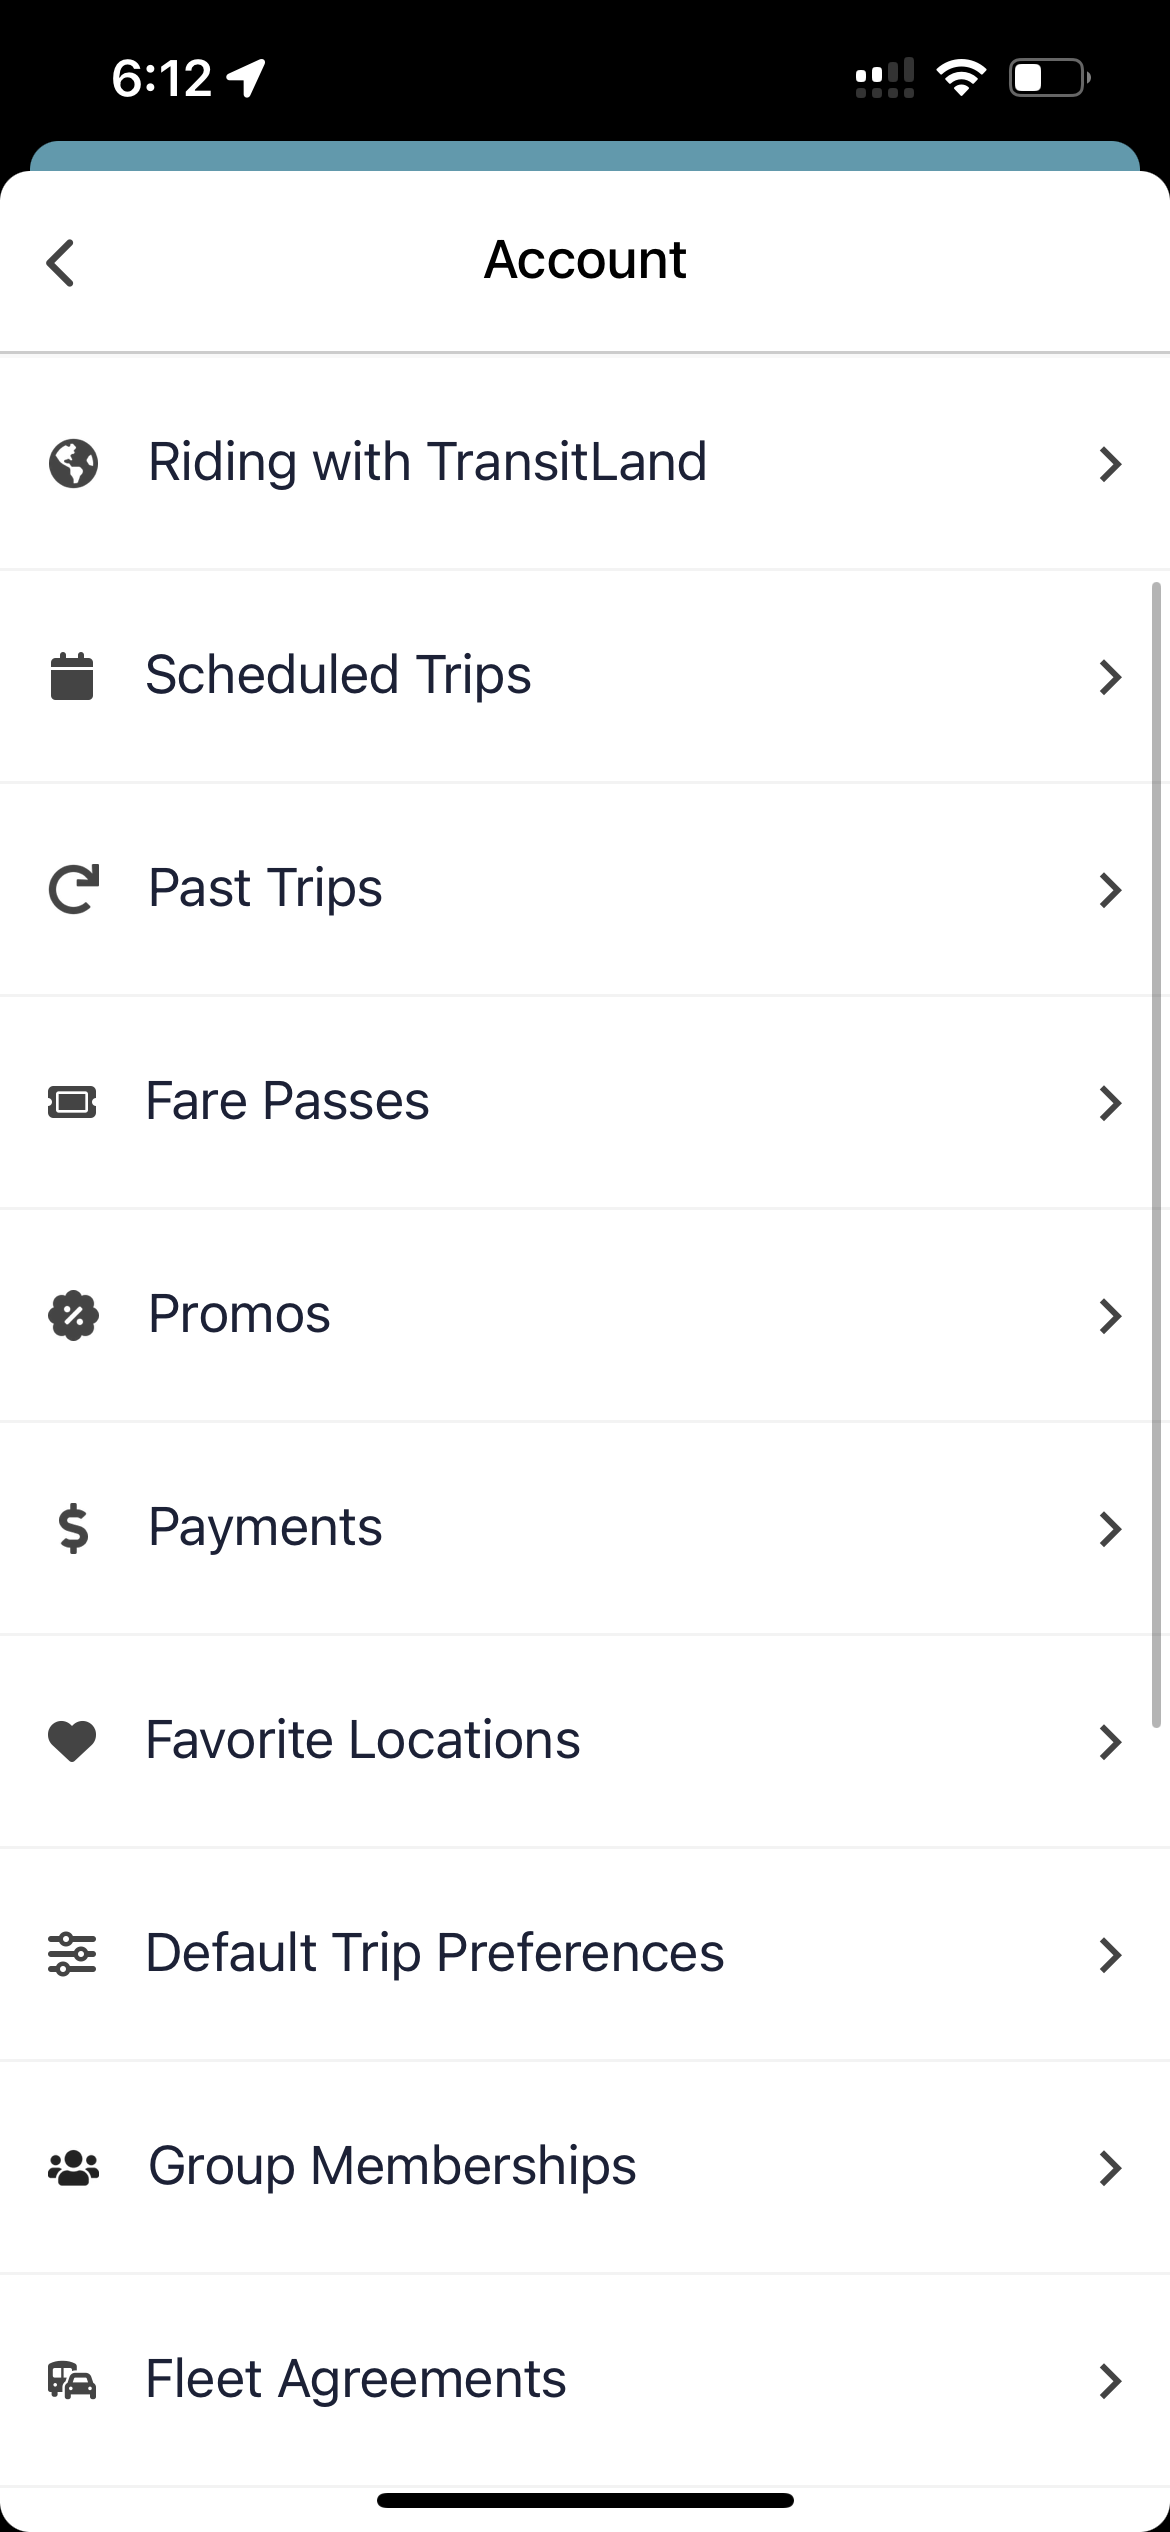 6:12
Account
Riding with TransitLand
Scheduled Trips
Past Trips
Fare Passes
Promos
Payments
Favorite Locations
Default Trip Preferences
Group Memberships
Fleet Agreements